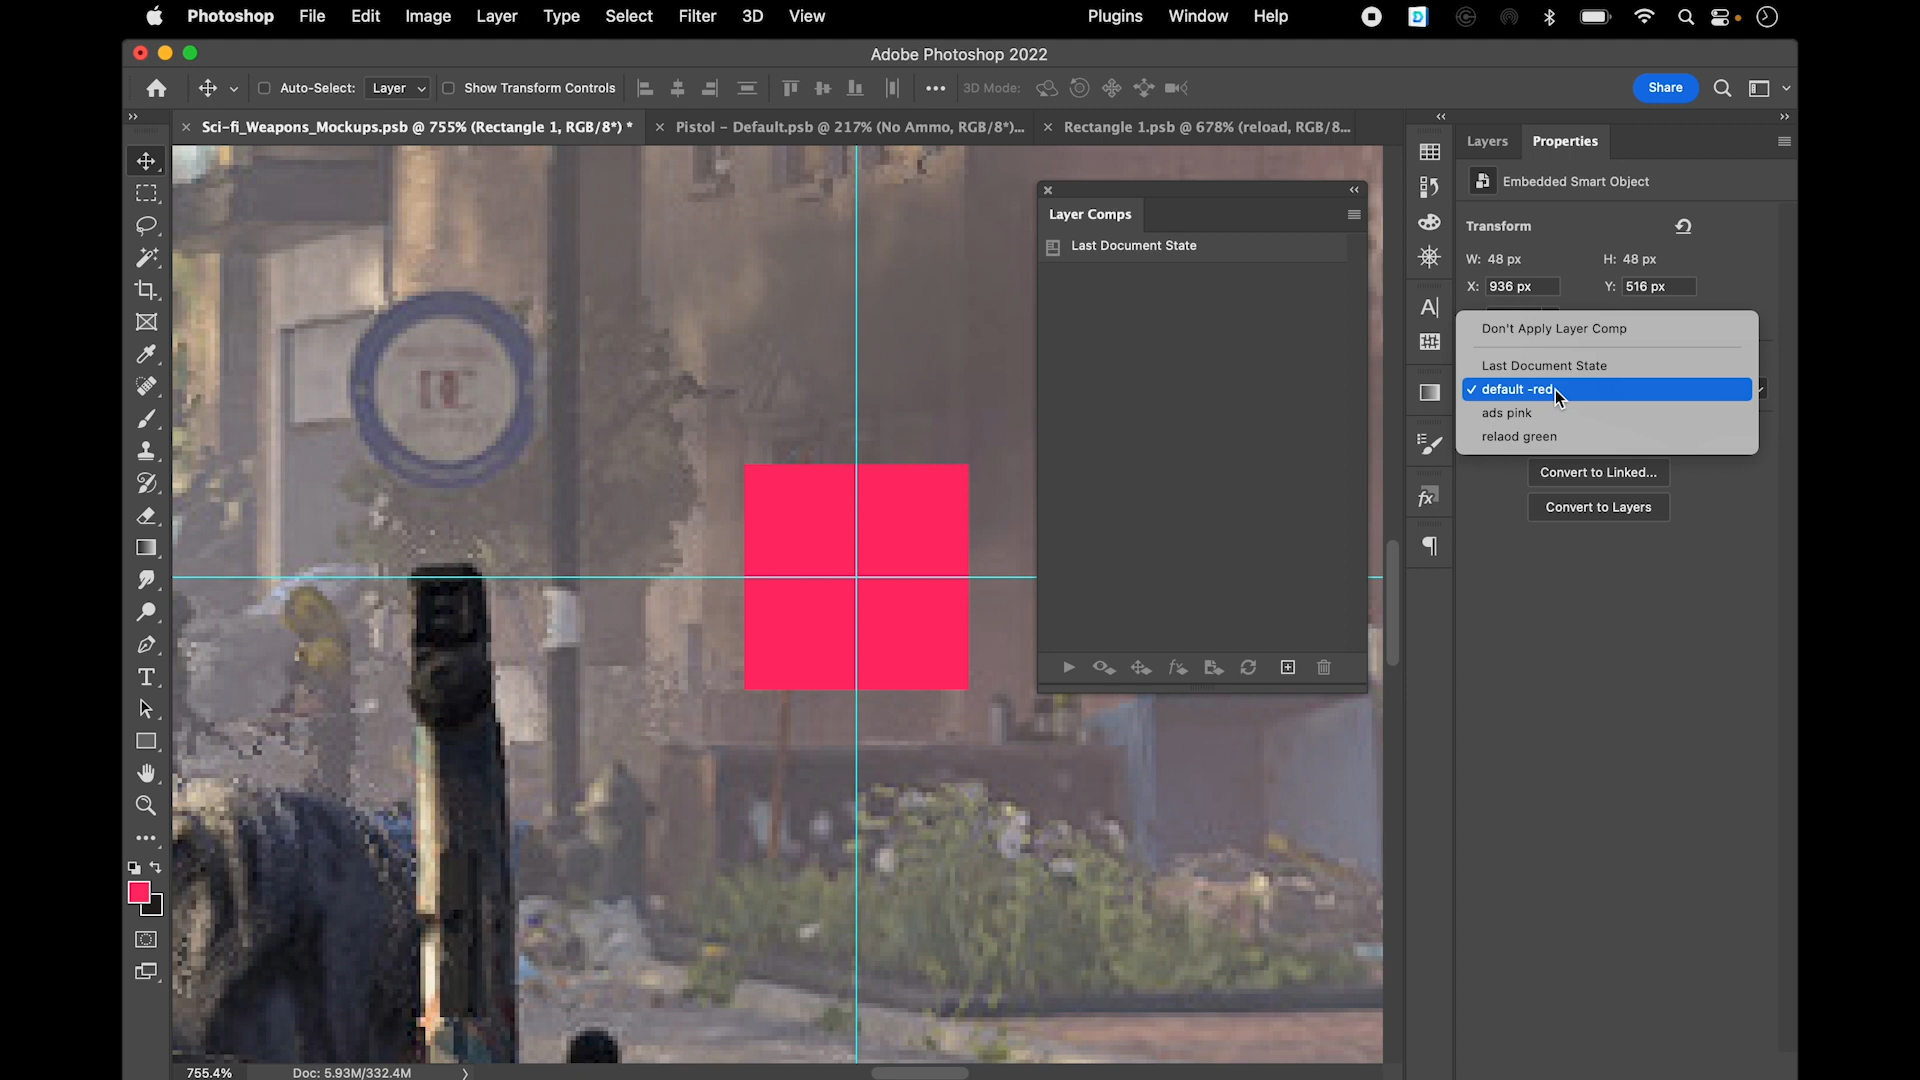 Photoshop File Edit Image Layer Type Select Filter 3D View Plugins Window Help
Adobe Photoshop 2022
Auto-Select: Layer Show Transform Controls 3D Mode: Share
Sci-fi_Weapons_Mockups.psb @ 755% (Rectangle 1, RGB/8*) * Pistol - Default.psb @ 217% (No Ammo, RGB/8*)... Rectangle 1.psb @ 678% (reload, RGB/8...
Layers Properties
Embedded Smart Object
Layer Comps
Last Document State
Transform
W: 48 px H: 48 px
X: 936 px Y: 516 px
Don't Apply Layer Comp
Last Document State
✓ default -red
ads pink
relaod green
Convert to Linked...
Convert to Layers
755.4% Doc: 5.93M/332.4M